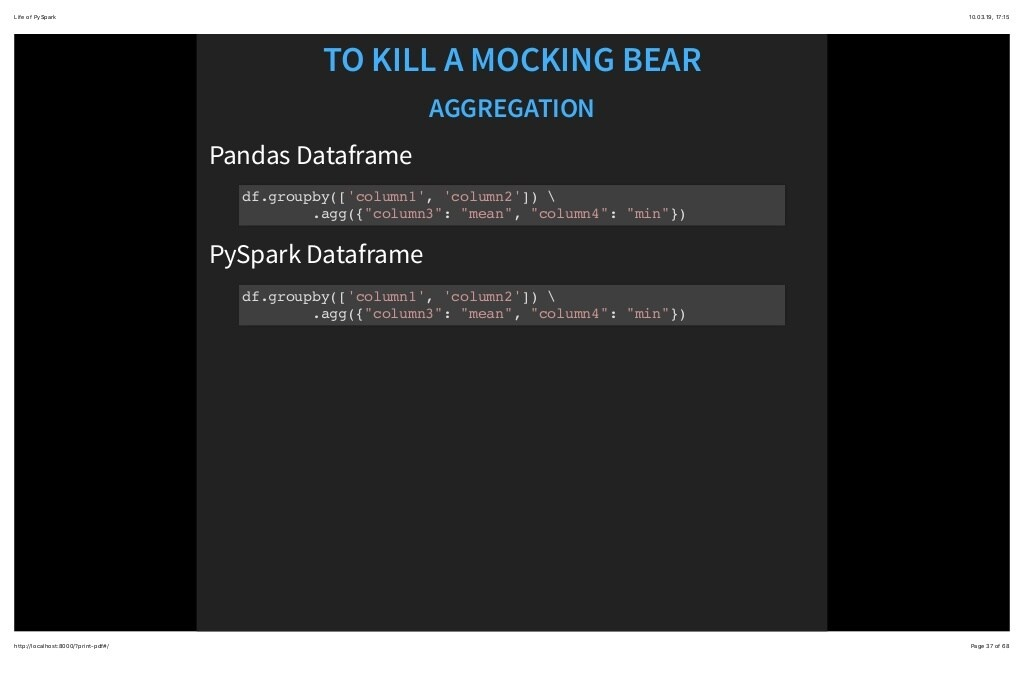 Life of PySpark
10.03.19, 17:15
TO KILL A MOCKING BEAR
AGGREGATION
Pandas Dataframe
df.groupby(['column1', 'column2']) \
.agg({"column3": "mean", "column4": "min"})
PySpark Dataframe
df.groupby(['column1', 'column2']) \
.agg({"column3": "mean", "column4": "min"})
http://localhost:8000/?print-pdf#/
Page 37 of 68